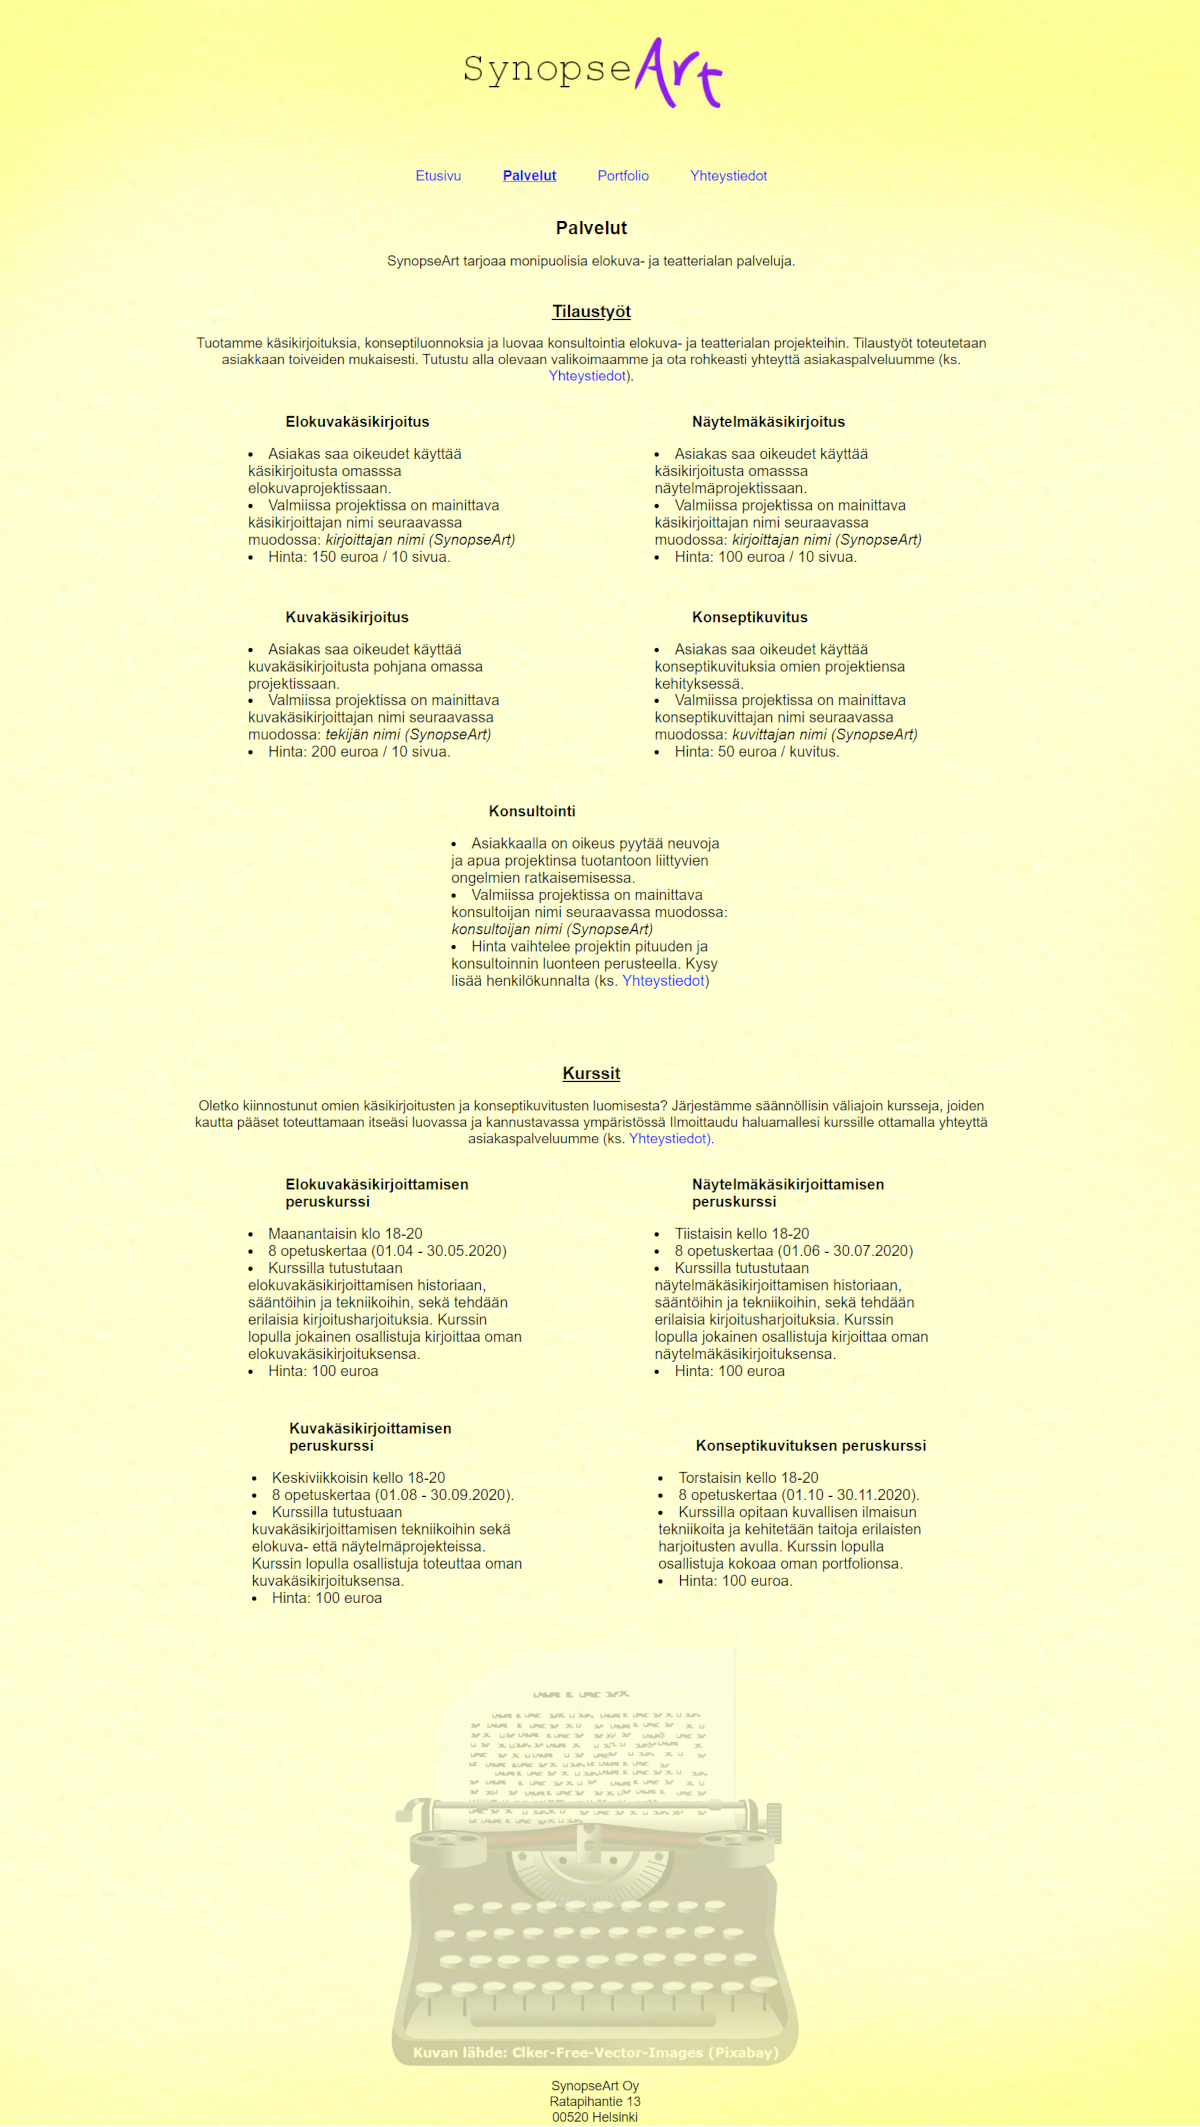 SynopseArt
Etusivu Palvelut Portfolio Yhteystiedot
Palvelut
SynopseArt tarjoaa monipuolisia elokuva- ja teatterialan palveluja.
Tilaustyöt
Tuotamme käsikirjoituksia, konseptiluonnoksia ja luovaa konsultointia elokuva- ja teatterialan projekteihin. Tilaustyöt toteutetaan
asiakkaan toiveiden mukaisesti. Tutustu alla olevaan valikoimaamme ja ota rohkeasti yhteyttä asiakaspalveluumme (ks.
Yhteystiedot).
Elokuvakäsikirjoitus
• Asiakas saa oikeudet käyttää
käsikirjoitusta omasssa
elokuvaprojektissaan.
• Valmiissa projektissa on mainittava
käsikirjoittajan nimi seuraavassa
muodossa: kirjoittajan nimi (SynopseArt)
• Hinta: 150 euroa / 10 sivua.
Näytelmäkäsikirjoitus
• Asiakas saa oikeudet käyttää
käsikirjoitusta omasssa
näytelmäprojektissaan.
• Valmiissa projektissa on mainittava
käsikirjoittajan nimi seuraavassa
muodossa: kirjoittajan nimi (SynopseArt)
• Hinta: 100 euroa / 10 sivua.
Kuvakäsikirjoitus
• Asiakas saa oikeudet käyttää
kuvakäsikirjoitusta pohjana omassa
projektissaan.
• Valmiissa projektissa on mainittava
kuvakäsikirjoittajan nimi seuraavassa
muodossa: tekijän nimi (SynopseArt)
• Hinta: 200 euroa / 10 sivua.
Konseptikuvitus
• Asiakas saa oikeudet käyttää
konseptikuvituksia omien projektiensa
kehityksessä.
• Valmiissa projektissa on mainittava
konseptikuvittajan nimi seuraavassa
muodossa: kuvittajan nimi (SynopseArt)
• Hinta: 50 euroa / kuvitus.
Konsultointi
• Asiakkaalla on oikeus pyytää neuvoja
ja apua projektinsa tuotantoon liittyvien
ongelmien ratkaisemisessa.
• Valmiissa projektissa on mainittava
konsultoijan nimi seuraavassa muodossa:
konsultoijan nimi (SynopseArt)
• Hinta vaihtelee projektin pituuden ja
konsultoinnin luonteen perusteella. Kysy
lisää henkilökunnalta (ks. Yhteystiedot)
Kurssit
Oletko kiinnostunut omien käsikirjoitusten ja konseptikuvitusten luomisesta? Järjestämme säännöllisin väliajoin kursseja, joiden
kautta pääset toteuttamaan itseäsi luovassa ja kannustavassa ympäristössä Ilmoittaudu haluamallesi kurssille ottamalla yhteyttä
asiakaspalveluumme (ks. Yhteystiedot).
Elokuvakäsikirjoittamisen
peruskurssi
• Maanantaisin klo 18-20
• 8 opetuskertaa (01.04 - 30.05.2020)
• Kurssilla tutustutaan
elokuvakäsikirjoittamisen historiaan,
sääntöihin ja tekniikoihin, sekä tehdään
erilaisia kirjoitusharjoituksia. Kurssin
lopulla jokainen osallistuja kirjoittaa oman
elokuvakäsikirjoituksensa.
• Hinta: 100 euroa
Näytelmäkäsikirjoittamisen
peruskurssi
• Tiistaisin kello 18-20
• 8 opetuskertaa (01.06 - 30.07.2020)
• Kurssilla tutustutaan
näytelmäkäsikirjoittamisen historiaan,
sääntöihin ja tekniikoihin, sekä tehdään
erilaisia kirjoitusharjoituksia. Kurssin
lopulla jokainen osallistuja kirjoittaa oman
näytelmäkäsikirjoituksensa.
• Hinta: 100 euroa
Kuvakäsikirjoittamisen
peruskurssi
• Keskiviikkoisin kello 18-20
• 8 opetuskertaa (01.08 - 30.09.2020).
• Kurssilla tutustuaan
kuvakäsikirjoittamisen tekniikoihin sekä
elokuva- että näytelmäprojekteissa.
Kurssin lopulla osallistuja toteuttaa oman
kuvakäsikirjoituksensa.
• Hinta: 100 euroa
Konseptikuvituksen peruskurssi
• Torstaisin kello 18-20
• 8 opetuskertaa (01.10 - 30.11.2020).
• Kurssilla opitaan kuvallisen ilmaisun
tekniikoita ja kehitetään taitoja erilaisten
harjoitusten avulla. Kurssin lopulla
osallistuja kokoaa oman portfolionsa.
• Hinta: 100 euroa.
Kuvan lähde: Clker-Free-Vector-Images (Pixabay)
SynopseArt Oy
Ratapihantie 13
00520 Helsinki